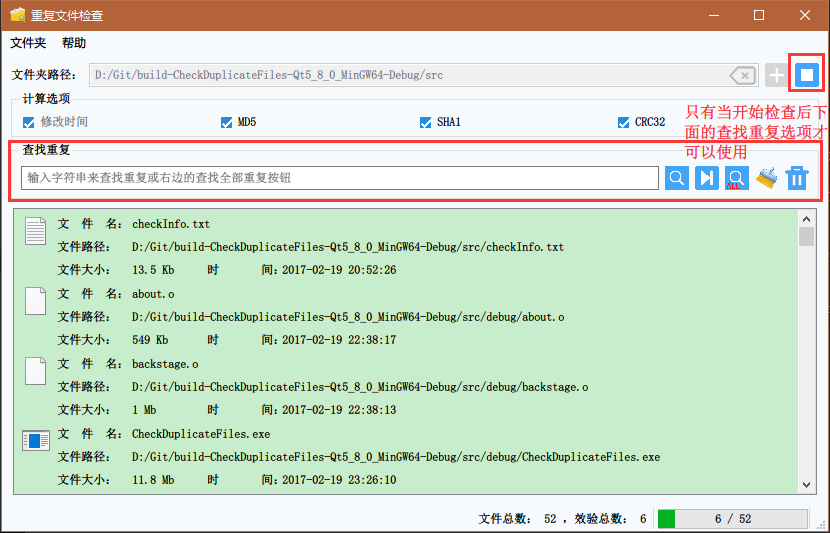 重复文件检查
文件夹 帮助
文件夹路径: D:/Git/build-CheckDuplicateFiles-Qt5_8_0_MinGW64-Debug/src
计算选项
修改时间 MD5 SHA1 CRC32
只有当开始检查后下
面的查找重复选项才
可以使用
查找重复
输入字符串来查找重复或右边的查找全部重复按钮
ALL
文 件 名: checkInfo.txt
文件路径: D:/Git/build-CheckDuplicateFiles-Qt5_8_0_MinGW64-Debug/src/checkInfo.txt
文件大小: 13.5 Kb 时 间: 2017-02-19 20:52:26
文 件 名: about.o
文件路径: D:/Git/build-CheckDuplicateFiles-Qt5_8_0_MinGW64-Debug/src/debug/about.o
文件大小: 549 Kb 时 间: 2017-02-19 22:38:17
文 件 名: backstage.o
文件路径: D:/Git/build-CheckDuplicateFiles-Qt5_8_0_MinGW64-Debug/src/debug/backstage.o
文件大小: 1 Mb 时 间: 2017-02-19 22:38:13
文 件 名: CheckDuplicateFiles.exe
文件路径: D:/Git/build-CheckDuplicateFiles-Qt5_8_0_MinGW64-Debug/src/debug/CheckDuplicateFiles.exe
文件大小: 11.8 Mb 时 间: 2017-02-19 23:26:10
文件总数: 52 , 效验总数: 6 6 / 52